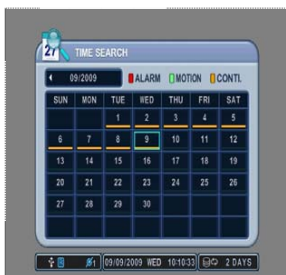 27 TIME SEARCH
09/2009 ALARM MOTION CONTI.
SUN MON TUE WED THU FRI SAT
1 2 3 4 5
6 7 8 9 10 11 12
13 14 15 16 17 18 19
20 21 22 23 24 25 26
27 28 29 30
1 09/09/2009 WED 10:10:33 2 DAYS